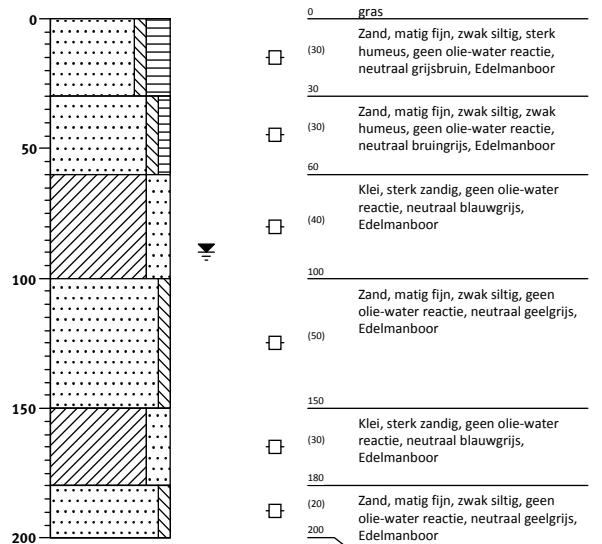 0
50
100
150
200
0 gras
(30)
Zand, matig fijn, zwak siltig, sterk
humeus, geen olie-water reactie,
neutraal grijsbruin, Edelmanboor
30
(30)
Zand, matig fijn, zwak siltig, zwak
humeus, geen olie-water reactie,
neutraal bruingrijs, Edelmanboor
60
(40)
Klei, sterk zandig, geen olie-water
reactie, neutraal blauwgrijs,
Edelmanboor
100
(50)
Zand, matig fijn, zwak siltig, geen
olie-water reactie, neutraal geelgrijs,
Edelmanboor
150
(30)
Klei, sterk zandig, geen olie-water
reactie, neutraal blauwgrijs,
Edelmanboor
180
(20)
Zand, matig fijn, zwak siltig, geen
olie-water reactie, neutraal geelgrijs,
Edelmanboor
200